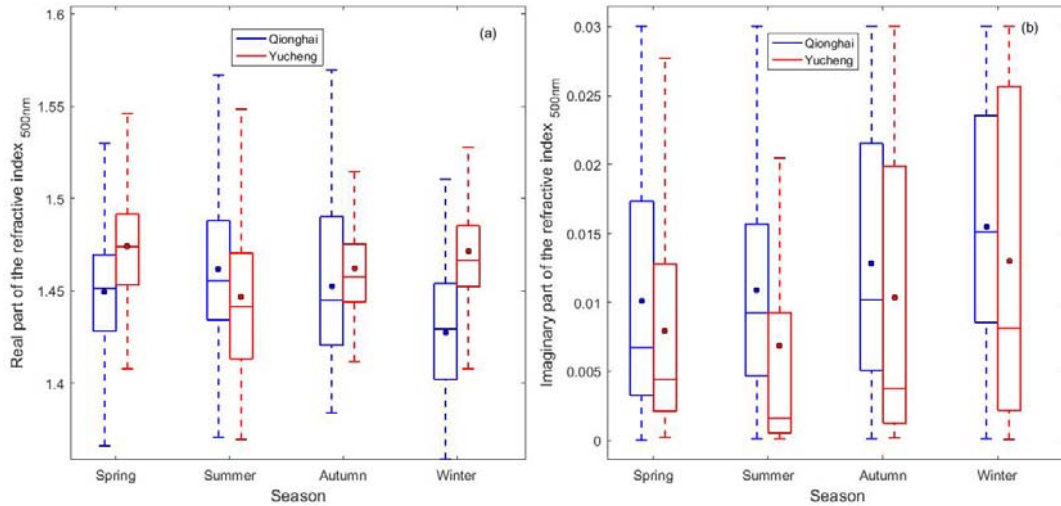 (a)
Qionghai
Yucheng
1.6
1.55
1.5
1.45
1.4
Real part of the refractive index 500nm
Spring Summer Autumn Winter
Season
(b)
Qionghai
Yucheng
0.03
0.025
0.02
0.015
0.01
0.005
0
Imaginary part of the refractive index 500nm
Spring Summer Autumn Winter
Season